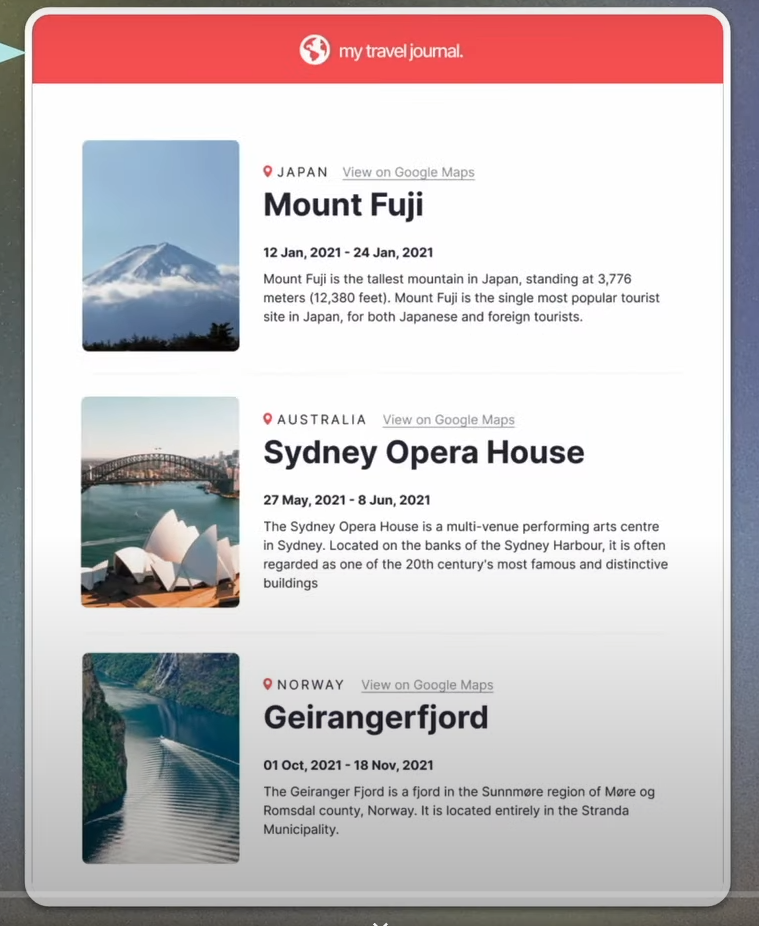 my travel journal.
JAPAN View on Google Maps
Mount Fuji
12 Jan, 2021 - 24 Jan, 2021
Mount Fuji is the tallest mountain in Japan, standing at 3,776
meters (12,380 feet). Mount Fuji is the single most popular tourist
site in Japan, for both Japanese and foreign tourists.
AUSTRALIA View on Google Maps
Sydney Opera House
27 May, 2021 - 8 Jun, 2021
The Sydney Opera House is a multi-venue performing arts centre
in Sydney. Located on the banks of the Sydney Harbour, it is often
regarded as one of the 20th century's most famous and distinctive
buildings
NORWAY View on Google Maps
Geirangerfjord
01 Oct, 2021 - 18 Nov, 2021
The Geiranger Fjord is a fjord in the Sunnmøre region of Møre og
Romsdal county, Norway. It is located entirely in the Stranda
Municipality.